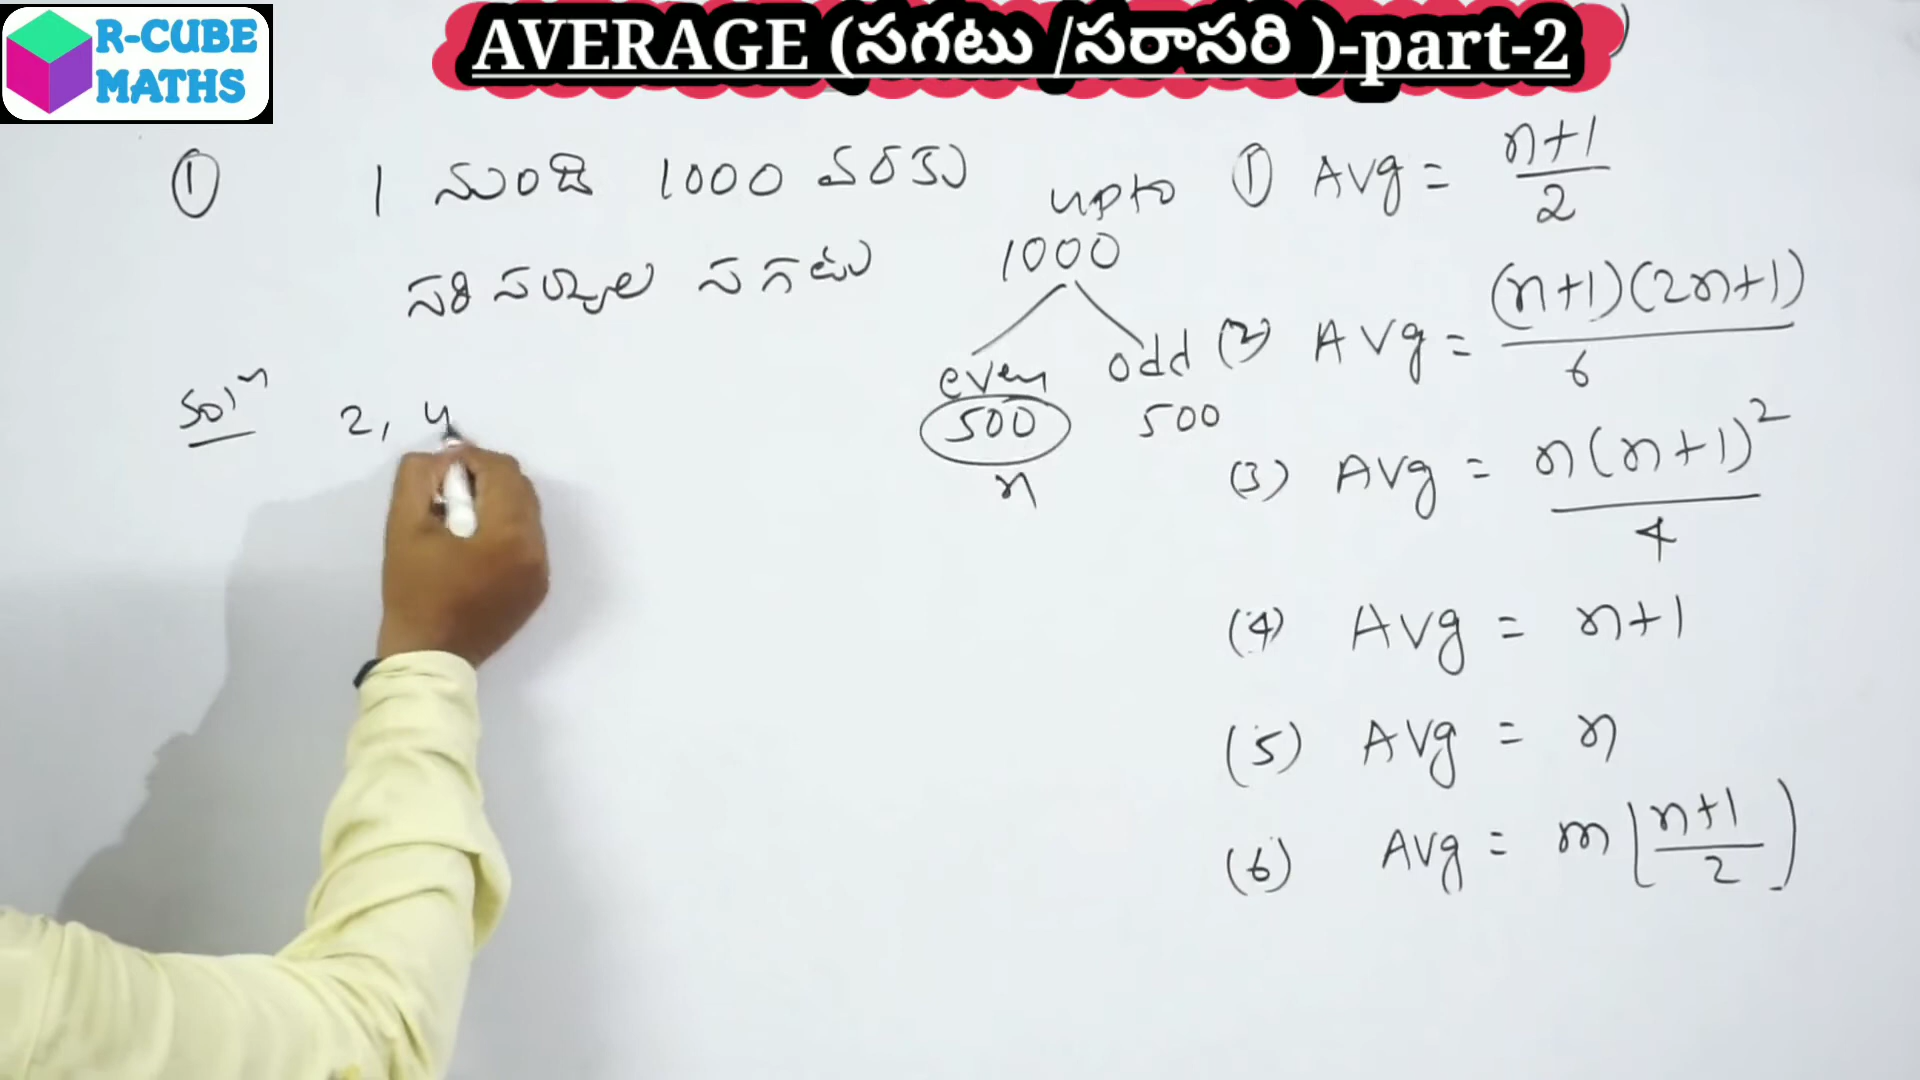 R-CUBE
MATHS
AVERAGE (సగటు /సరాసరి )-part-2
① 1 నుండి 1000 వరకు
సరి సంఖ్యల సగటు
Solⁿ 2, 4
upto
1000
even odd
500 500
n
① Avg = n+1/2
(2) Avg = (n+1)(2n+1)/6
(3) Avg = n(n+1)²/4
(4) Avg = n+1
(5) Avg = n
(6) Avg = m(n+1/2)